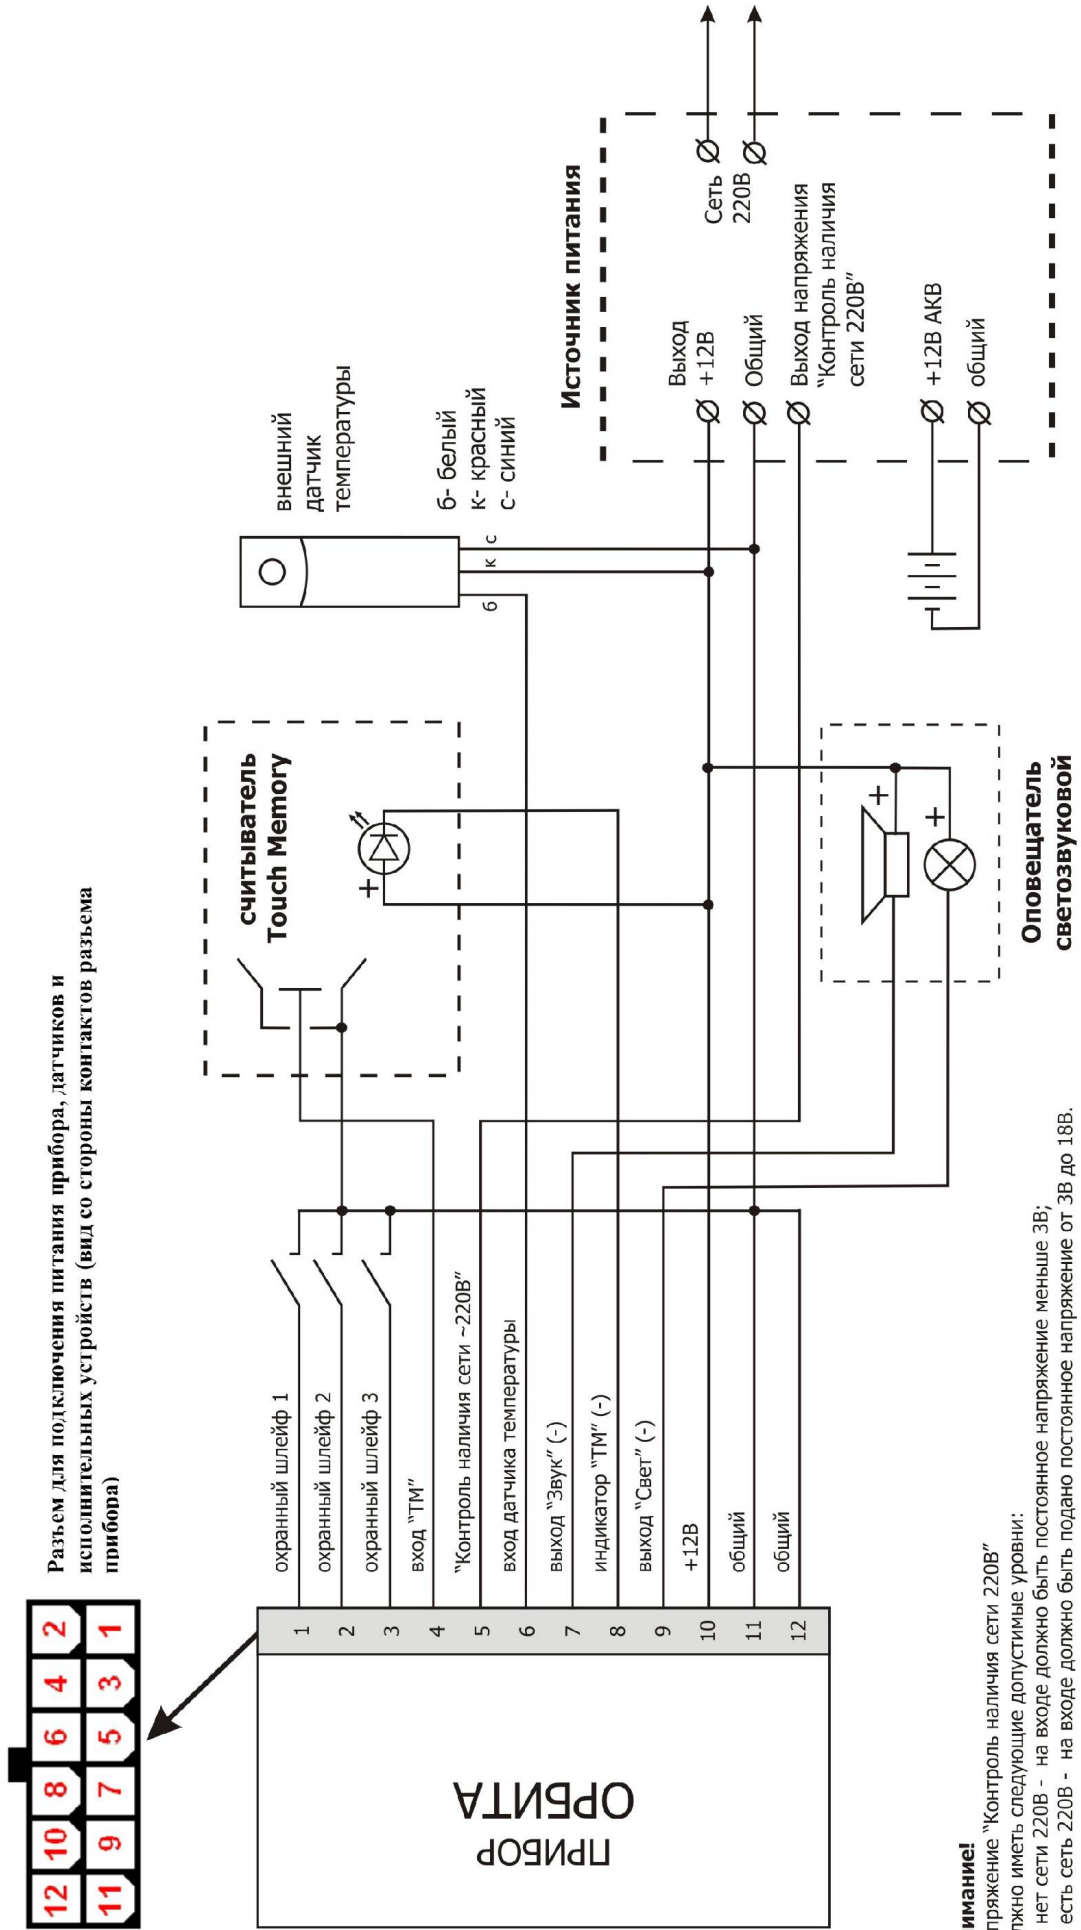 Разъем для подключения питания прибора, датчиков и
исполнительных устройств (вид со стороны контактов разъема
прибора)
12 10 8 6 4 2
11 9 7 5 3 1
ПРИБОР
ОРБИТА
1 охранный шлейф 1
2 охранный шлейф 2
3 охранный шлейф 3
4 вход “ТМ”
5 “Контроль наличия сети ~220В”
6 вход датчика температуры
7 выход “Звук” (-)
8 индикатор “ТМ” (-)
9 выход “Свет” (-)
10 +12В
11 общий
12 общий
считыватель
Touch Memory
+
внешний
датчик
температуры
б- белый
к- красный
с- синий
б к с
Источник питания
Выход
+12В
Общий
Выход напряжения
“Контроль наличия
сети 220В”
Сеть
220В
+12В АКВ
общий
+
+
Оповещатель
светозвуковой
имание!
пряжение “Контроль наличия сети 220В”
лжно иметь следующие допустимые уровни:
нет сети 220В - на входе должно быть постоянное напряжение меньше 3В;
есть сеть 220В - на входе должно быть подано постоянное напряжение от 3В до 18В.